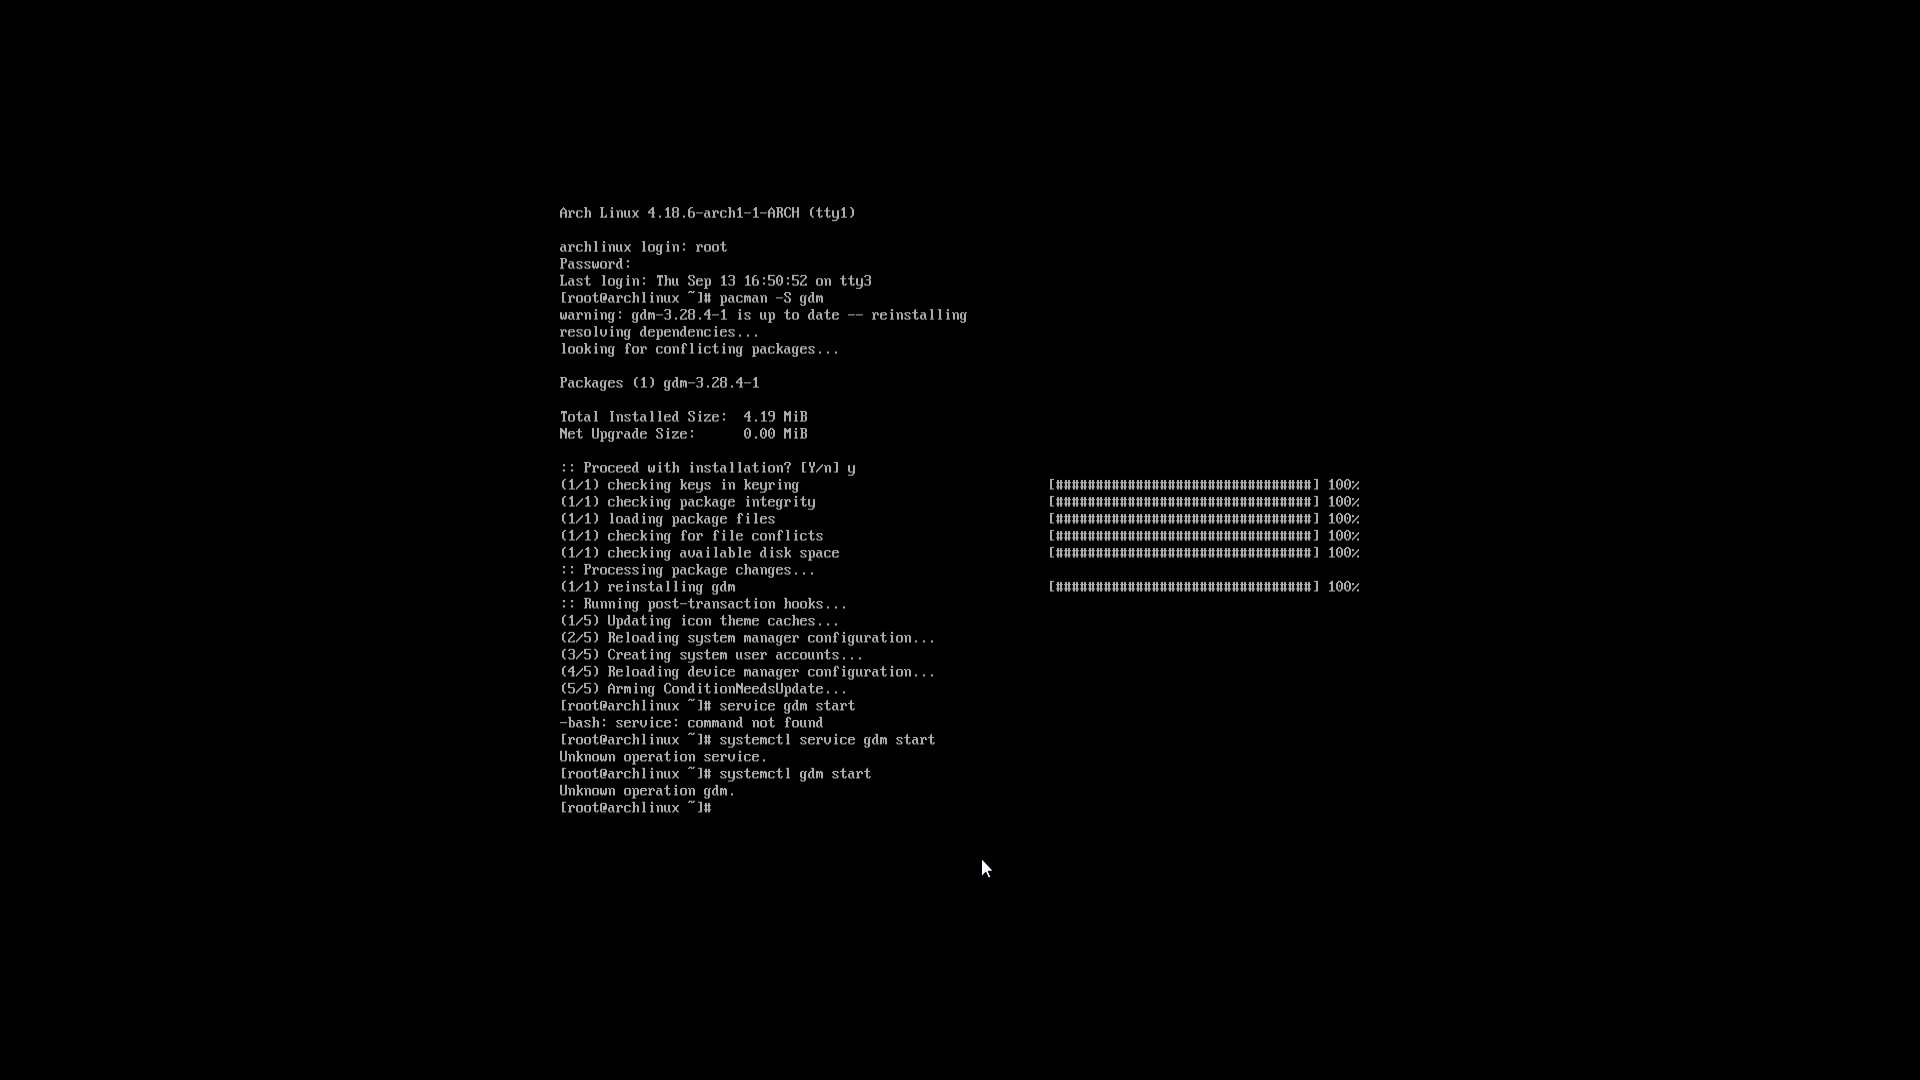 Arch Linux 4.18.6-arch1-1-ARCH (tty1)
archlinux login: root
Password:
Last login: Thu Sep 13 16:50:52 on tty3
[root@archlinux ~]# pacman -S gdm
warning: gdm-3.28.4-1 is up to date -- reinstalling
resolving dependencies...
looking for conflicting packages...
Packages (1) gdm-3.28.4-1
Total Installed Size:  4.19 MiB
Net Upgrade Size:      0.00 MiB
:: Proceed with installation? [Y/n] y
(1/1) checking keys in keyring                               [################################] 100%
(1/1) checking package integrity                             [################################] 100%
(1/1) loading package files                                  [################################] 100%
(1/1) checking for file conflicts                            [################################] 100%
(1/1) checking available disk space                          [################################] 100%
:: Processing package changes...
(1/1) reinstalling gdm                                       [################################] 100%
:: Running post-transaction hooks...
(1/5) Updating icon theme caches...
(2/5) Reloading system manager configuration...
(3/5) Creating system user accounts...
(4/5) Reloading device manager configuration...
(5/5) Arming ConditionNeedsUpdate...
[root@archlinux ~]# service gdm start
-bash: service: command not found
[root@archlinux ~]# systemctl service gdm start
Unknown operation service.
[root@archlinux ~]# systemctl gdm start
Unknown operation gdm.
[root@archlinux ~]#